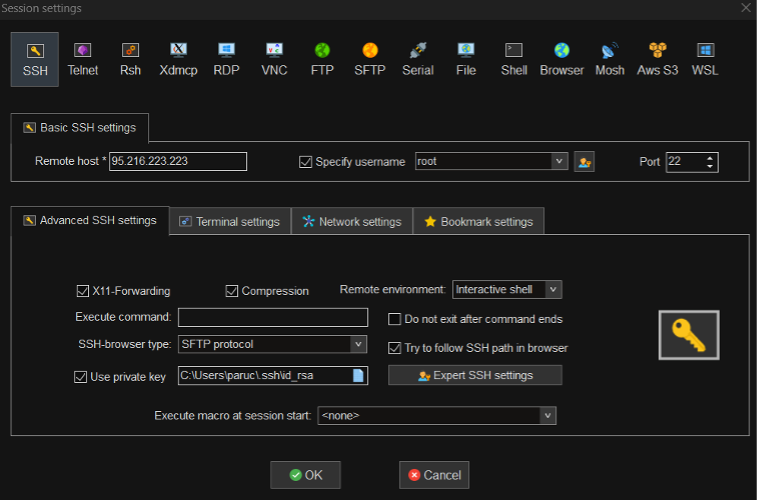 Session settings
SSH Telnet Rsh Xdmcp RDP VNC FTP SFTP Serial File Shell Browser Mosh Aws S3 WSL
Basic SSH settings
Remote host * 95.216.223.223 Specify username root Port 22
Advanced SSH settings Terminal settings Network settings Bookmark settings
X11-Forwarding Compression Remote environment: Interactive shell
Execute command: Do not exit after command ends
SSH-browser type: SFTP protocol Try to follow SSH path in browser
Use private key C:\Users\paruc\.ssh\id_rsa Expert SSH settings
Execute macro at session start: <none>
OK Cancel